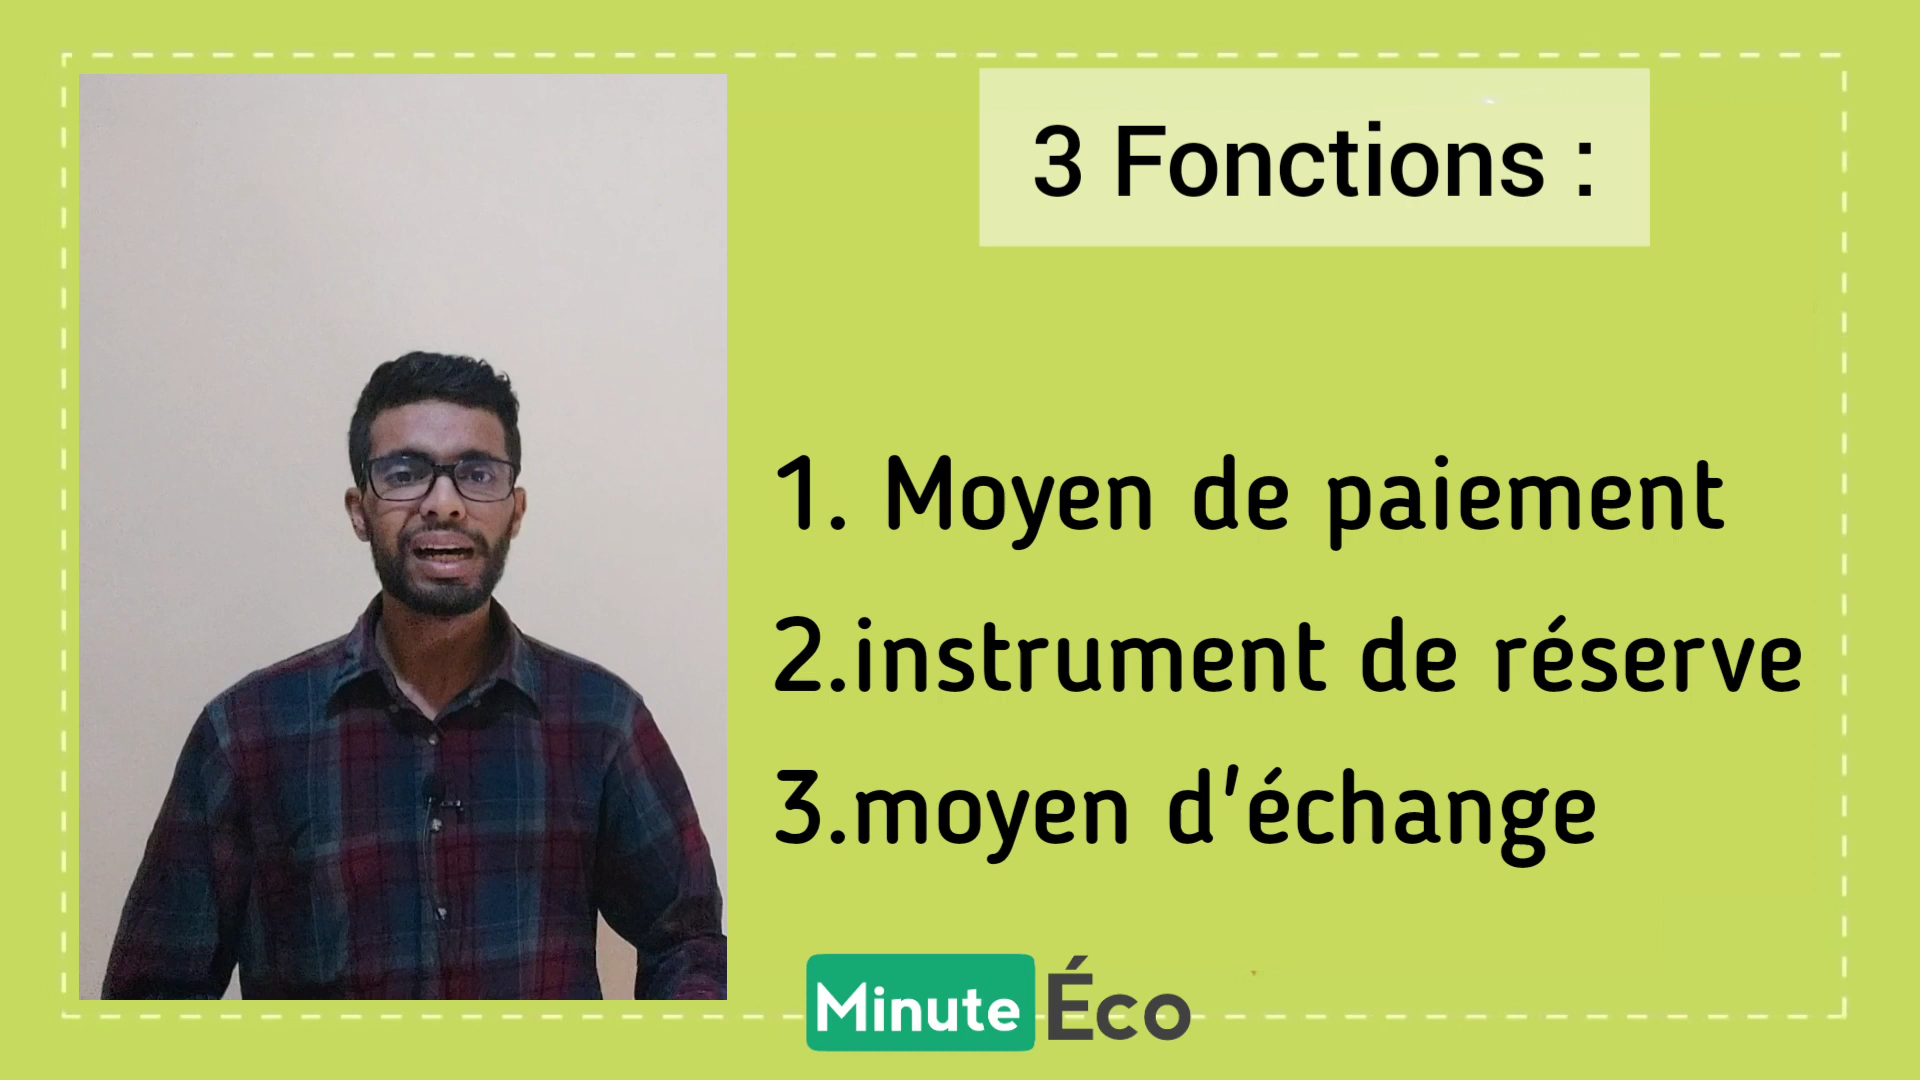 3 Fonctions :
1. Moyen de paiement
2.instrument de réserve
3.moyen d'échange
Minute Éco